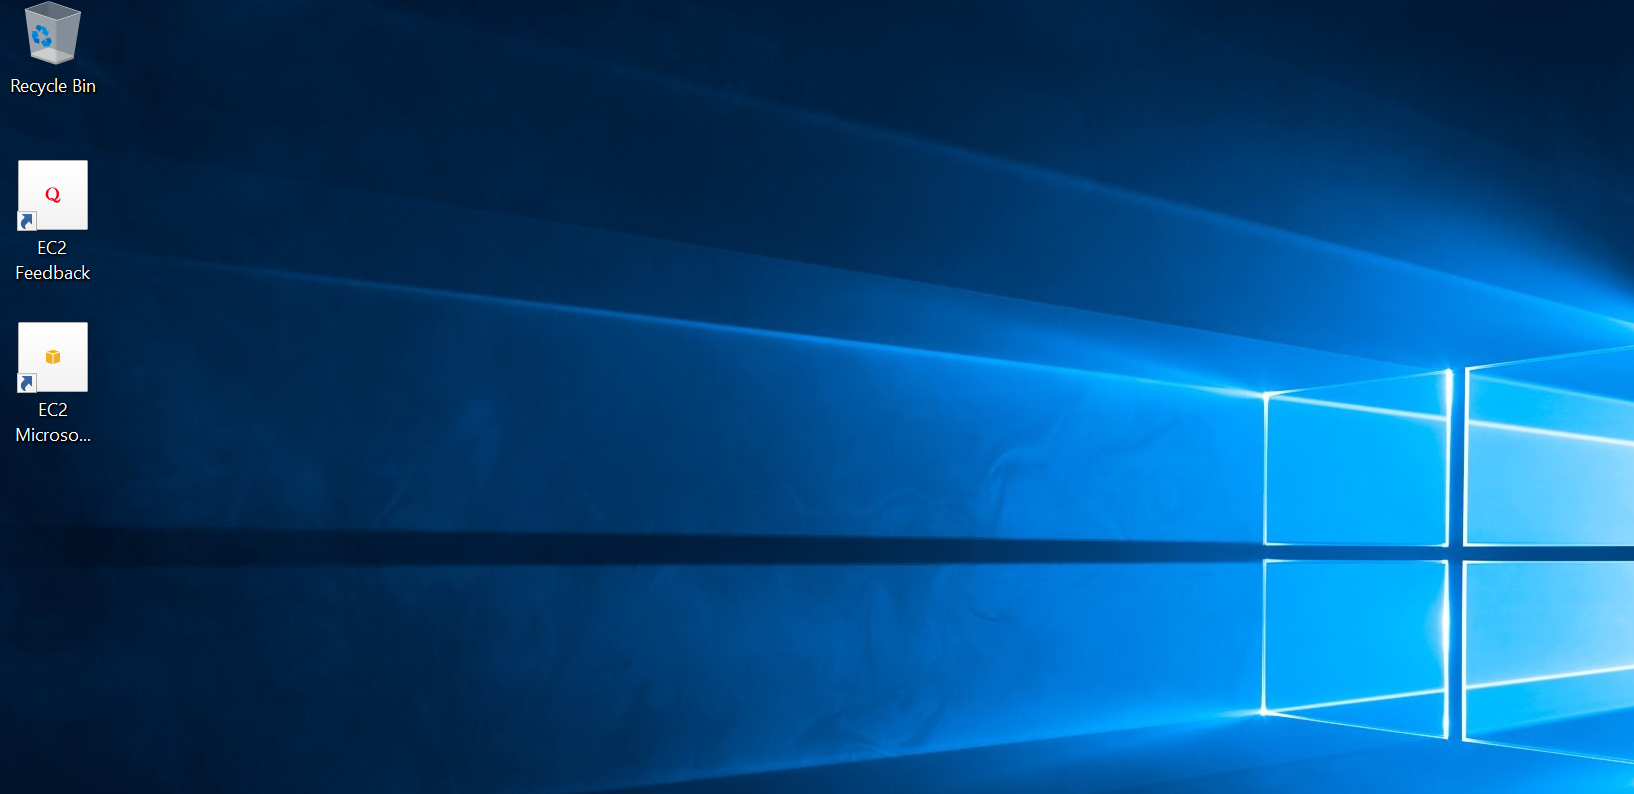 Recycle Bin
Q
EC2
Feedback
EC2
Microso...